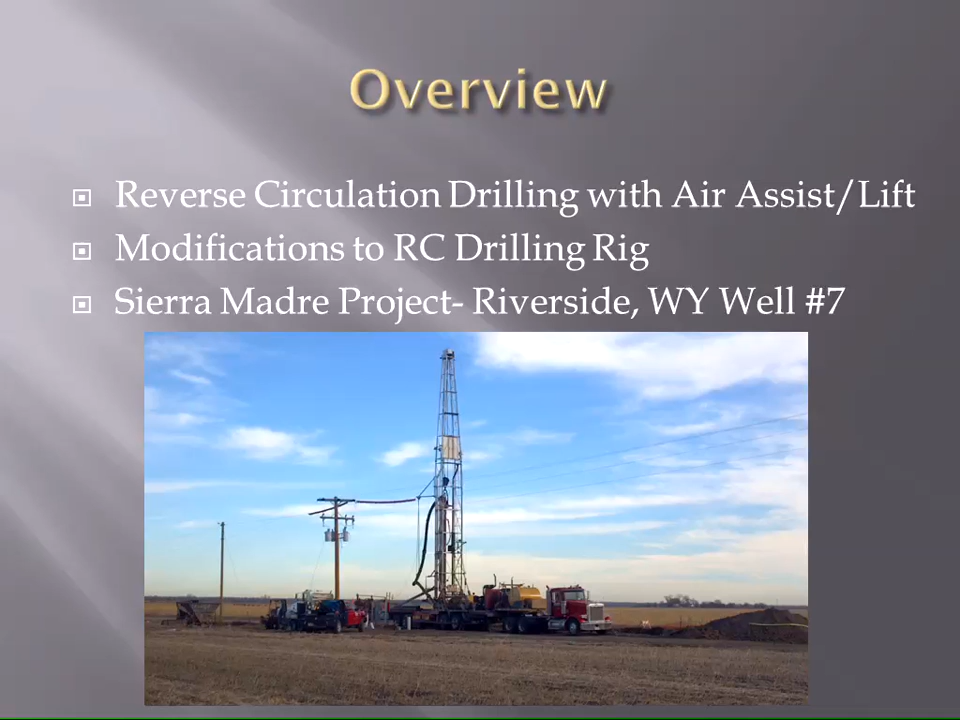 Overview
Reverse Circulation Drilling with Air Assist/Lift
Modifications to RC Drilling Rig
Sierra Madre Project- Riverside, WY Well #7